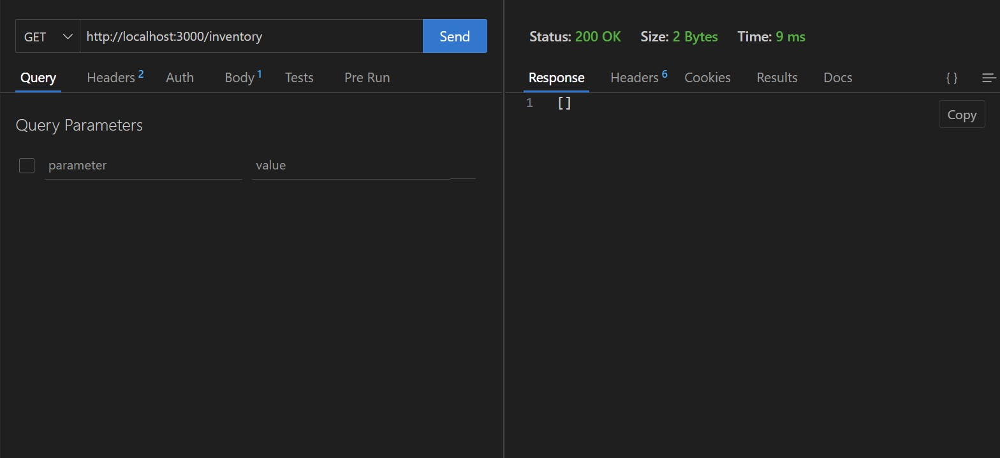 GET http://localhost:3000/inventory Send
Query Headers 2 Auth Body 1 Tests Pre Run
Query Parameters
parameter value
Status: 200 OK Size: 2 Bytes Time: 9 ms
Response Headers 6 Cookies Results Docs { }
1 []
Copy